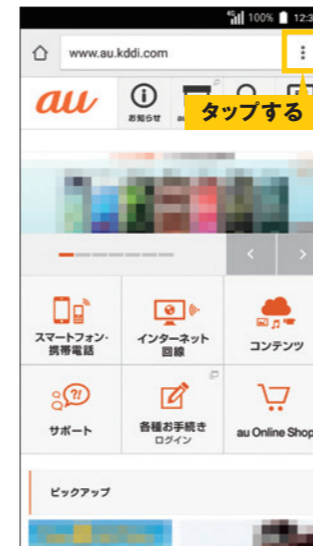 4G 100% 12:3
www.au.kddi.com
au
お知らせ
タップする
スマートフォン・
携帯電話
インターネット
回線
コンテンツ
サポート
各種お手続き
ログイン
au Online Shop
ピックアップ